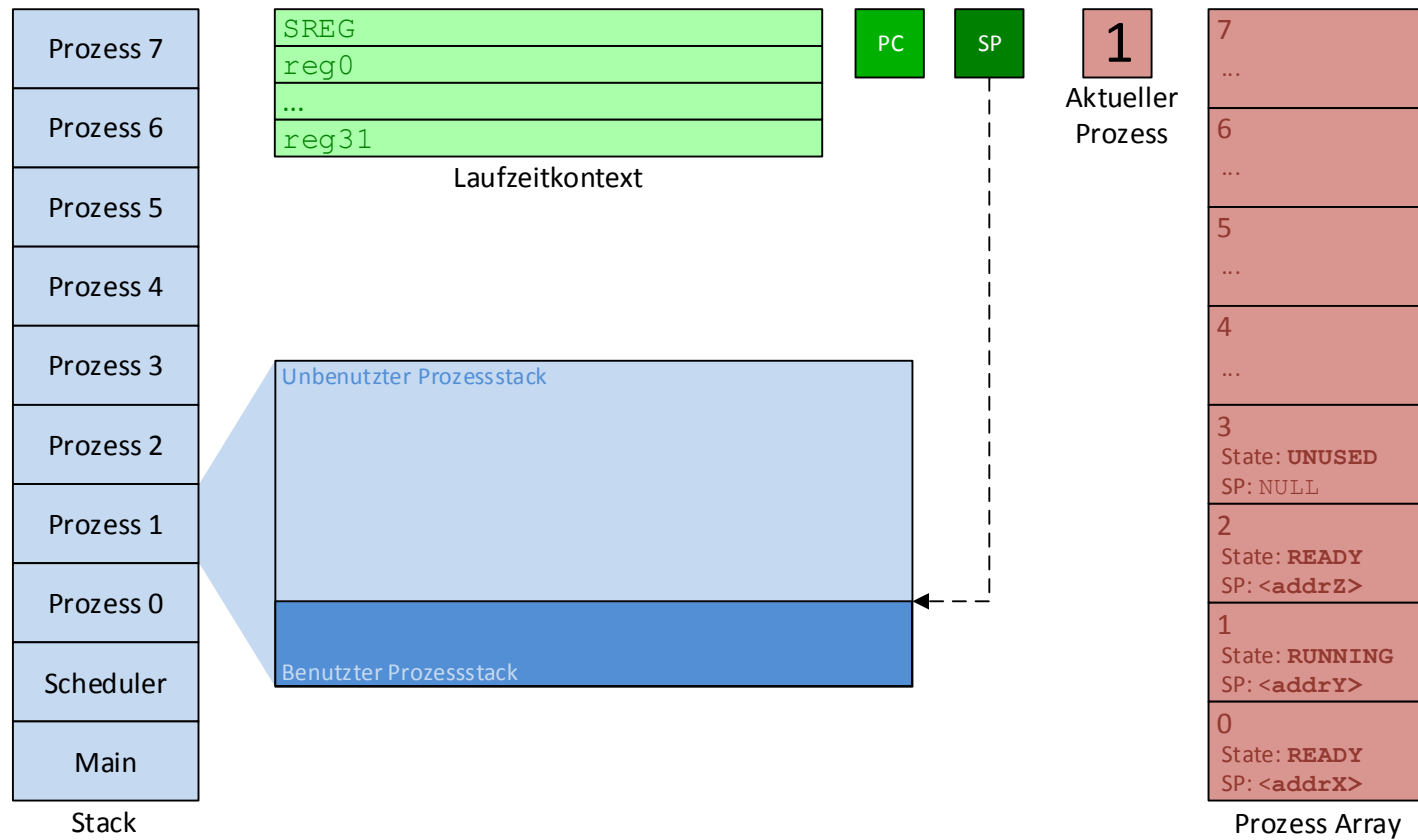 Prozess 7
Prozess 6
Prozess 5
Prozess 4
Prozess 3
Prozess 2
Prozess 1
Prozess 0
Scheduler
Main
Stack
SREG
reg0
...
reg31
Laufzeitkontext
PC
SP
1
Aktueller
Prozess
Unbenutzter Prozessstack
Benutzter Prozessstack
7
...
6
...
5
...
4
...
3
State: UNUSED
SP: NULL
2
State: READY
SP: <addrZ>
1
State: RUNNING
SP: <addrY>
0
State: READY
SP: <addrX>
Prozess Array